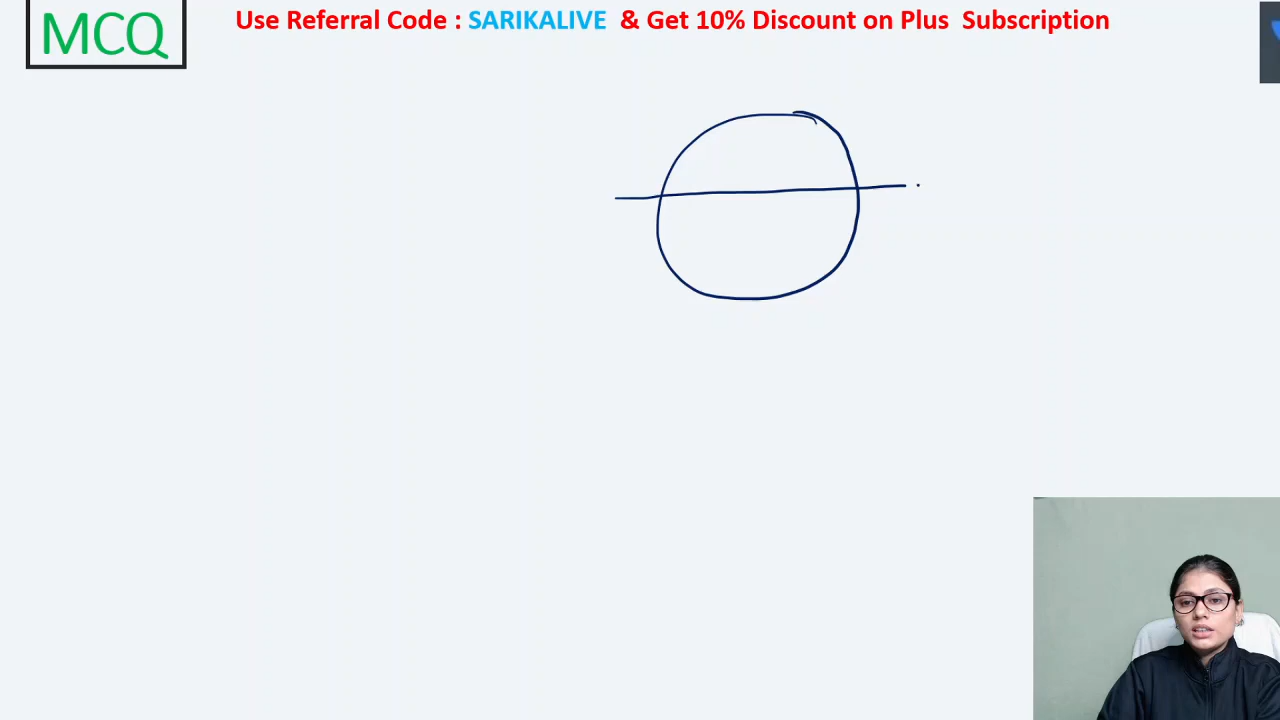 MCQ
Use Referral Code : SARIKALIVE & Get 10% Discount on Plus Subscription